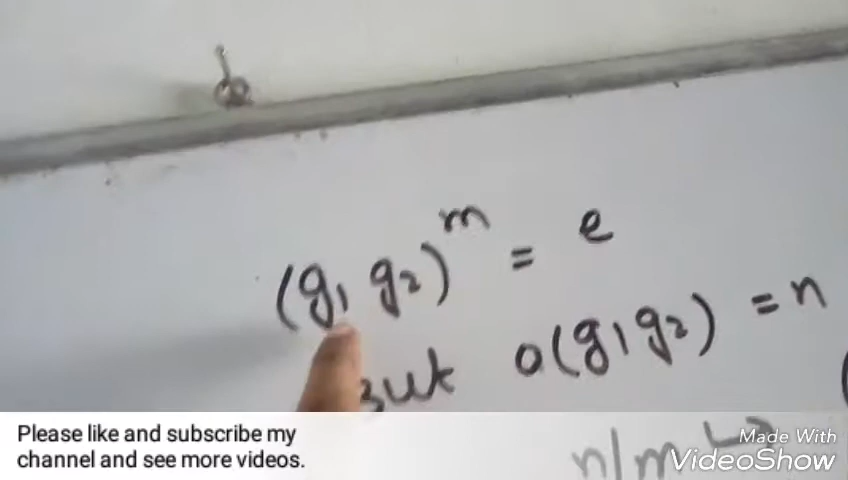 (g₁ g₂)ᵐ = e
But o(g₁g₂) = n
n/m
Please like and subscribe my
channel and see more videos.
Made With
VideoShow